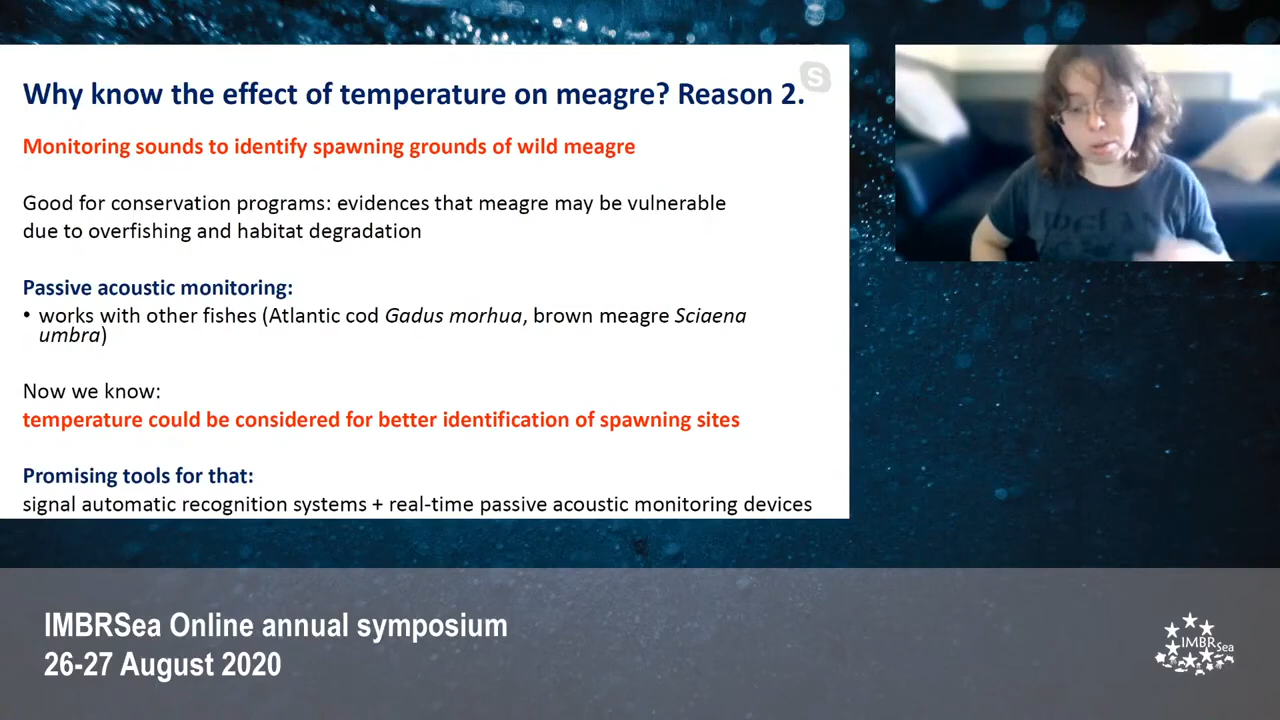 Why know the effect of temperature on meagre? Reason 2.
Monitoring sounds to identify spawning grounds of wild meagre
Good for conservation programs: evidences that meagre may be vulnerable
due to overfishing and habitat degradation
Passive acoustic monitoring:
• works with other fishes (Atlantic cod Gadus morhua, brown meagre Sciaena
umbra)
Now we know:
temperature could be considered for better identification of spawning sites
Promising tools for that:
signal automatic recognition systems + real-time passive acoustic monitoring devices
IMBRSea Online annual symposium
26-27 August 2020
IMBRSea